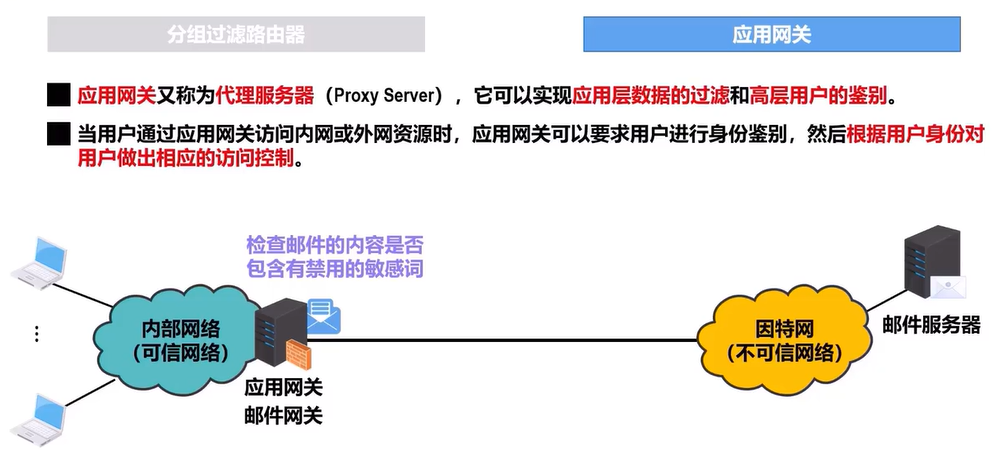 分组过滤路由器
应用网关
应用网关又称为代理服务器（Proxy Server），它可以实现应用层数据的过滤和高层用户的鉴别。
当用户通过应用网关访问内网或外网资源时，应用网关可以要求用户进行身份鉴别，然后根据用户身份对
用户做出相应的访问控制。
检查邮件的内容是否
包含有禁用的敏感词
内部网络
（可信网络）
应用网关
邮件网关
因特网
（不可信网络）
邮件服务器